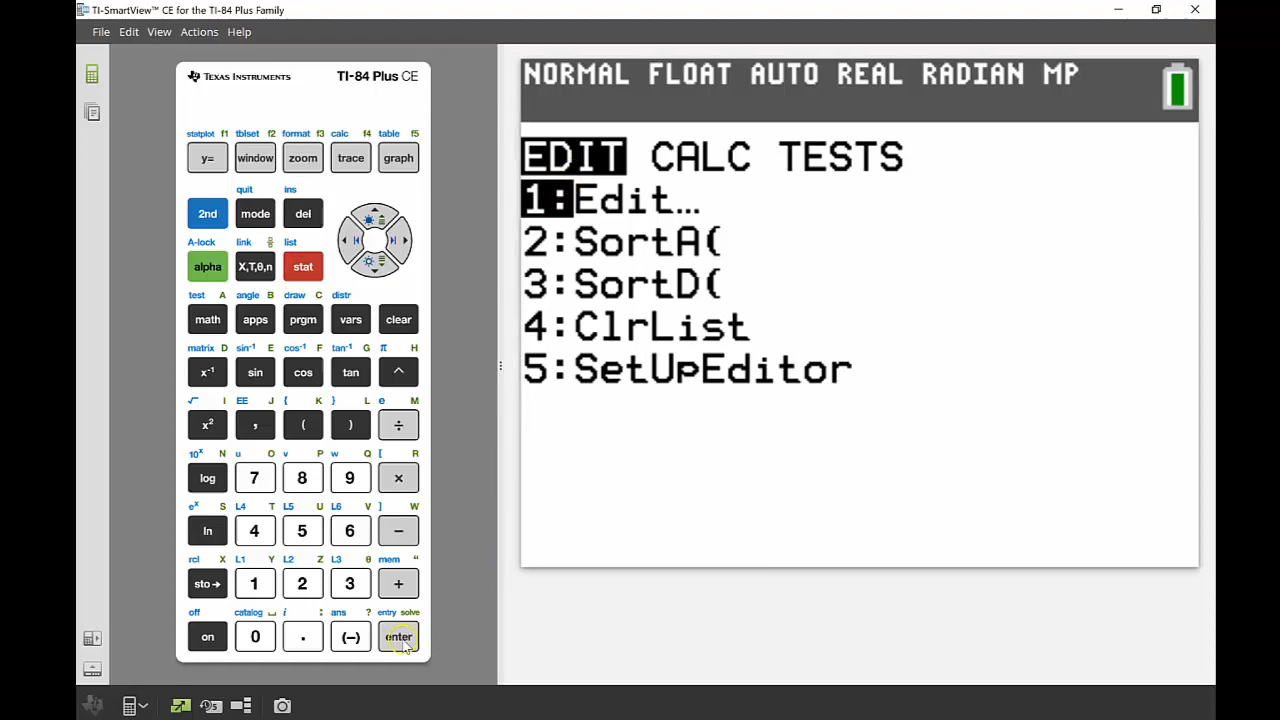 TI-SmartView™ CE for the TI-84 Plus Family
File Edit View Actions Help
TEXAS INSTRUMENTS TI-84 Plus CE
statplot f1 tblset f2 format f3 calc f4 table f5
y= window zoom trace graph
quit ins
2nd mode del
A-lock link list
alpha X,T,θ,n stat
test A angle B draw C distr
math apps prgm vars clear
matrix D sin-1 E cos-1 F tan-1 G π H
x-1 sin cos tan ^
√ I EE J { K } L e M
x² , ( ) ÷
10ˣ N u O v P w Q [ R
log 7 8 9 ×
eˣ S L4 T L5 U L6 V ] W
ln 4 5 6 −
rcl X L1 Y L2 Z L3 θ mem “
sto→ 1 2 3 +
off catalog ⎵ i : ans ? entry solve
on 0 . (−) enter
NORMAL FLOAT AUTO REAL RADIAN MP
EDIT CALC TESTS
1:Edit…
2:SortA(
3:SortD(
4:ClrList
5:SetUpEditor